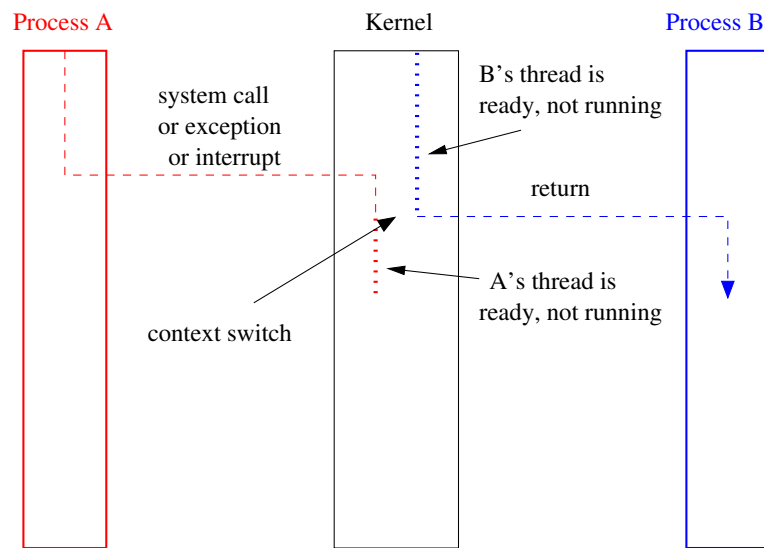 Process A
Kernel
Process B
system call
or exception
or interrupt
B's thread is
ready, not running
return
A's thread is
ready, not running
context switch